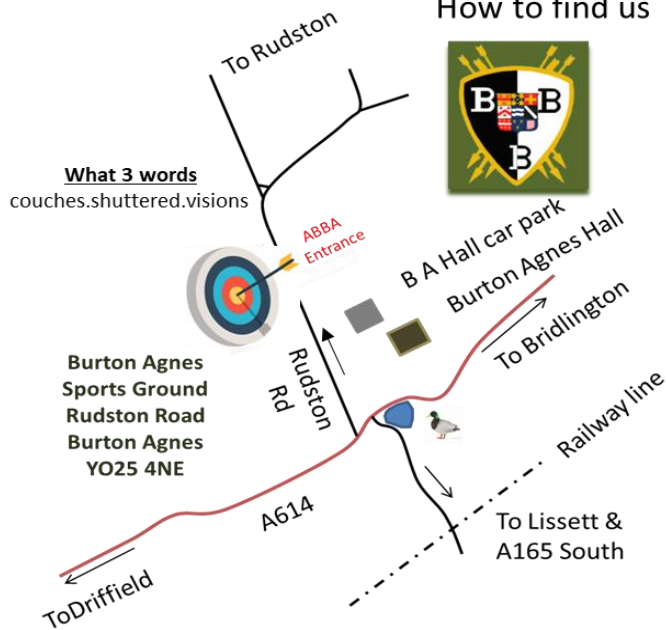 How to find us
To Rudston
B B
B
What 3 words
couches.shuttered.visions
ABBA
Entrance
B A Hall car park
Burton Agnes Hall
To Bridlington
Rudston
Rd
Burton Agnes
Sports Ground
Rudston Road
Burton Agnes
YO25 4NE
Railway line
A614
To Lissett &
A165 South
ToDriffield